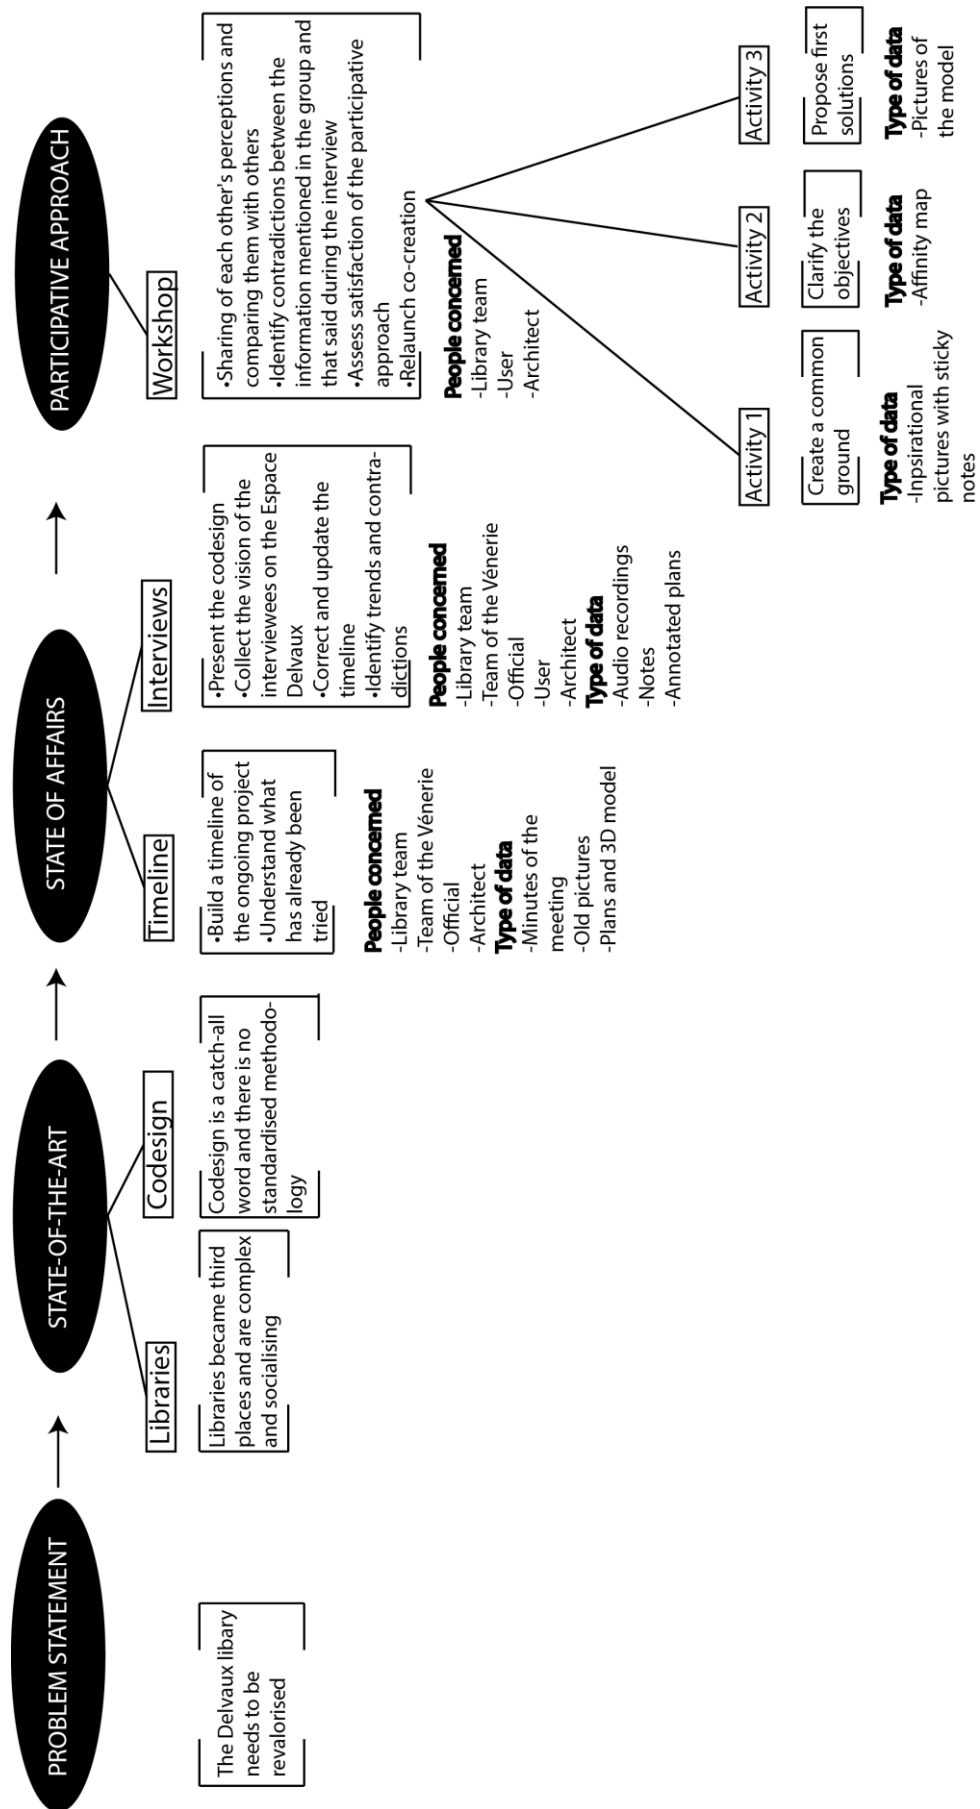 PROBLEM STATEMENT
The Delvaux libary
needs to be
revalorised
STATE-OF-THE-ART
Libraries
Libraries became third
places and are complex
and socialising
Codesign
Codesign is a catch-all
word and there is no
standardised methodo-
logy
STATE OF AFFAIRS
Timeline
•Build a timeline of
the ongoing project
•Understand what
has already been
tried
People concerned
-Library team
-Team of the Vénerie
-Official
-Architect
Type of data
-Minutes of the
meeting
-Old pictures
-Plans and 3D model
Interviews
•Present the codesign
•Collect the vision of the
interviewees on the Espace
Delvaux
•Correct and update the
timeline
•Identify trends and contra-
dictions
People concerned
-Library team
-Team of the Vénerie
-Official
-User
-Architect
Type of data
-Audio recordings
-Notes
-Annotated plans
PARTICIPATIVE APPROACH
Workshop
•Sharing of each other's perceptions and
comparing them with others
•Identify contradictions between the
information mentioned in the group and
that said during the interview
•Assess satisfaction of the participative
approach
•Relaunch co-creation
People concerned
-Library team
-User
-Architect
Activity 1
Create a common
ground
Type of data
-Inpsirational
pictures with sticky
notes
Activity 2
Clarify the
objectives
Type of data
-Affinity map
Activity 3
Propose first
solutions
Type of data
-Pictures of
the model